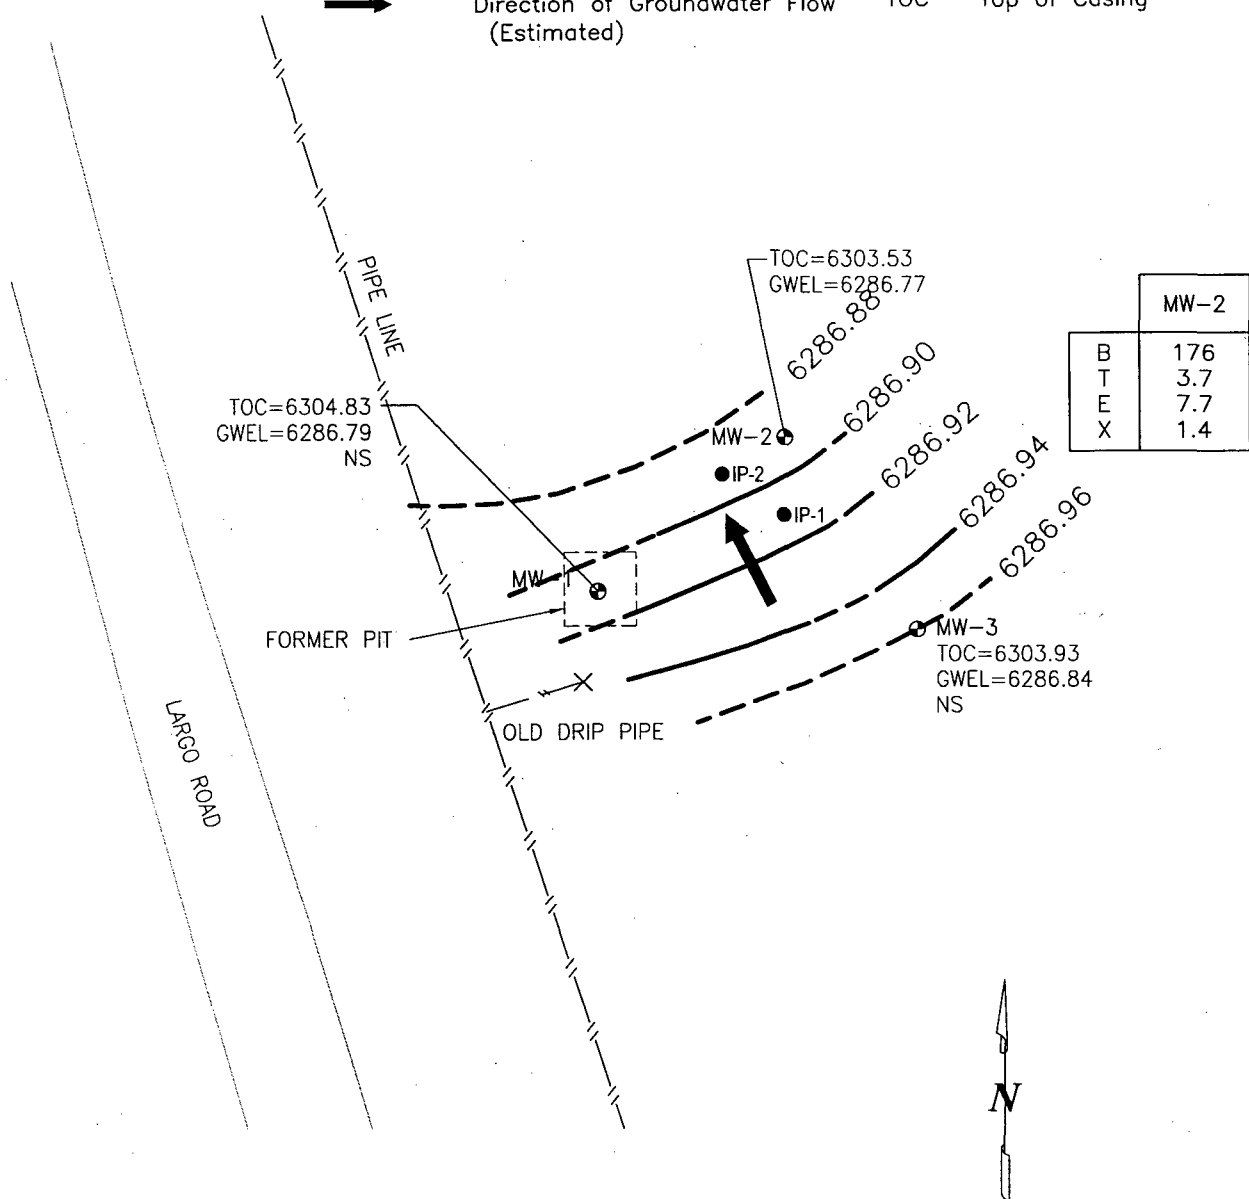 Direction of Groundwater Flow TOC Top of Casing
(Estimated)
PIPE LINE
TOC=6303.53
GWEL=6286.77
MW-2
B 176
T 3.7
E 7.7
X 1.4
6286.88
6286.90
6286.92
6286.94
6286.96
TOC=6304.83
GWEL=6286.79
NS
MW-2
IP-2
IP-1
MW-1
FORMER PIT
MW-3
TOC=6303.93
GWEL=6286.84
NS
OLD DRIP PIPE
LARGO ROAD
N